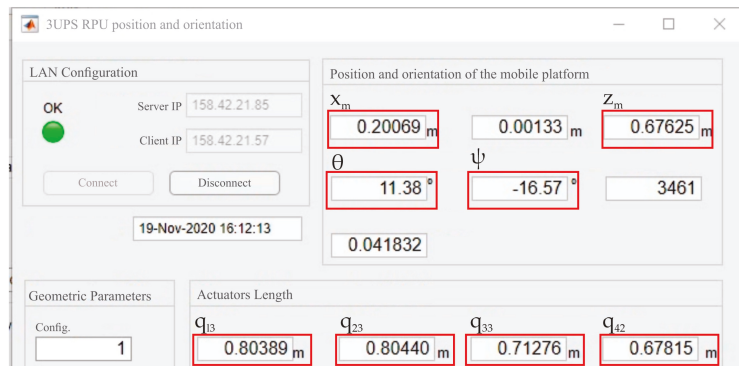 3UPS RPU position and orientation
LAN Configuration
OK
Server IP 158.42.21.85
Client IP 158.42.21.57
Connect Disconnect
19-Nov-2020 16:12:13
Position and orientation of the mobile platform
xₘ zₘ
0.20069 m 0.00133 m 0.67625 m
θ ψ
11.38 ° -16.57 ° 3461
0.041832
Geometric Parameters
Config.
1
Actuators Length
q₁₃ q₂₃ q₃₃ q₄₂
0.80389 m 0.80440 m 0.71276 m 0.67815 m